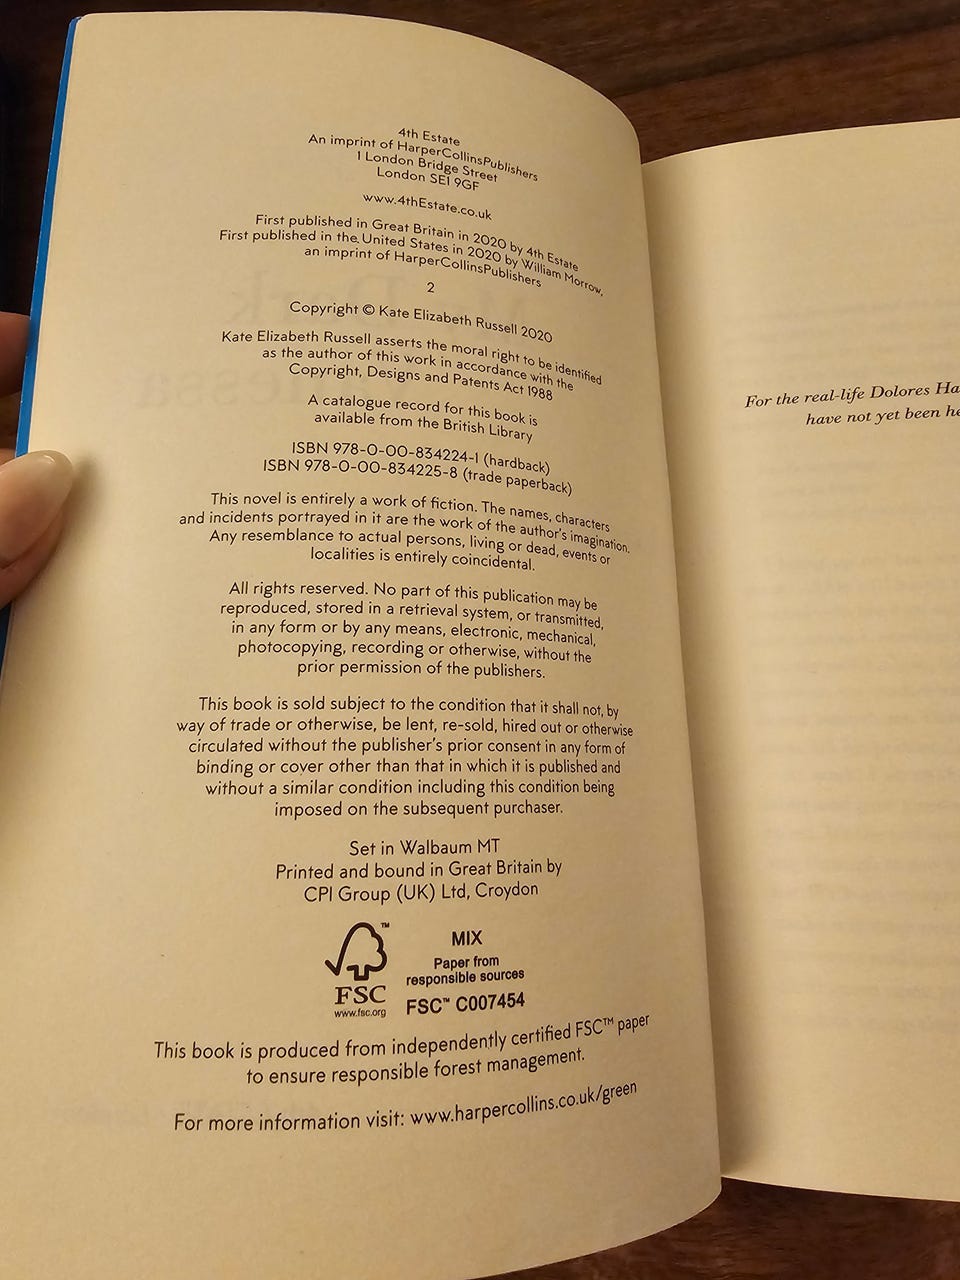 4th Estate
An imprint of HarperCollinsPublishers
1 London Bridge Street
London SE1 9GF
www.4thEstate.co.uk
First published in Great Britain in 2020 by 4th Estate
First published in the United States in 2020 by William Morrow,
an imprint of HarperCollinsPublishers
2
Copyright © Kate Elizabeth Russell 2020
Kate Elizabeth Russell asserts the moral right to be identified
as the author of this work in accordance with the
Copyright, Designs and Patents Act 1988
A catalogue record for this book is
available from the British Library
ISBN 978-0-00-834224-1 (hardback)
ISBN 978-0-00-834225-8 (trade paperback)
This novel is entirely a work of fiction. The names, characters
and incidents portrayed in it are the work of the author's imagination.
Any resemblance to actual persons, living or dead, events or
localities is entirely coincidental.
All rights reserved. No part of this publication may be
reproduced, stored in a retrieval system, or transmitted,
in any form or by any means, electronic, mechanical,
photocopying, recording or otherwise, without the
prior permission of the publishers.
This book is sold subject to the condition that it shall not, by
way of trade or otherwise, be lent, re-sold, hired out or otherwise
circulated without the publisher's prior consent in any form of
binding or cover other than that in which it is published and
without a similar condition including this condition being
imposed on the subsequent purchaser.
Set in Walbaum MT
Printed and bound in Great Britain by
CPI Group (UK) Ltd, Croydon
FSC
www.fsc.org
MIX
Paper from
responsible sources
FSC™ C007454
This book is produced from independently certified FSC™ paper
to ensure responsible forest management.
For more information visit: www.harpercollins.co.uk/green
For the real-life Dolores Ha
have not yet been he